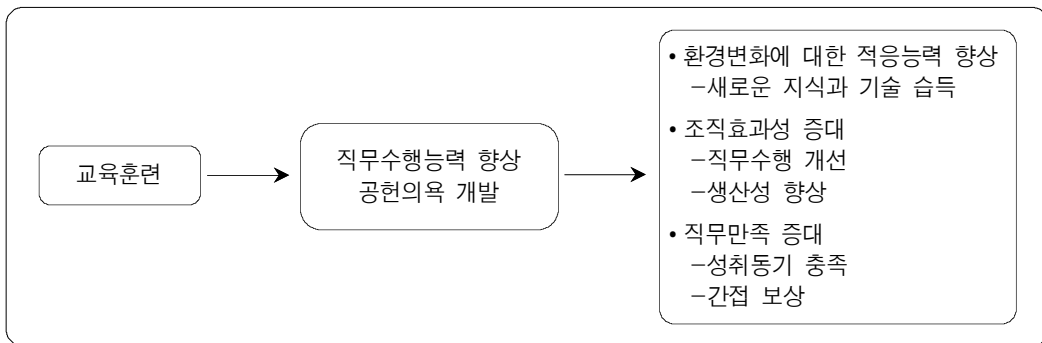 교육훈련
직무수행능력 향상
공헌의욕 개발
• 환경변화에 대한 적응능력 향상
−새로운 지식과 기술 습득
• 조직효과성 증대
−직무수행 개선
−생산성 향상
• 직무만족 증대
−성취동기 충족
−간접 보상